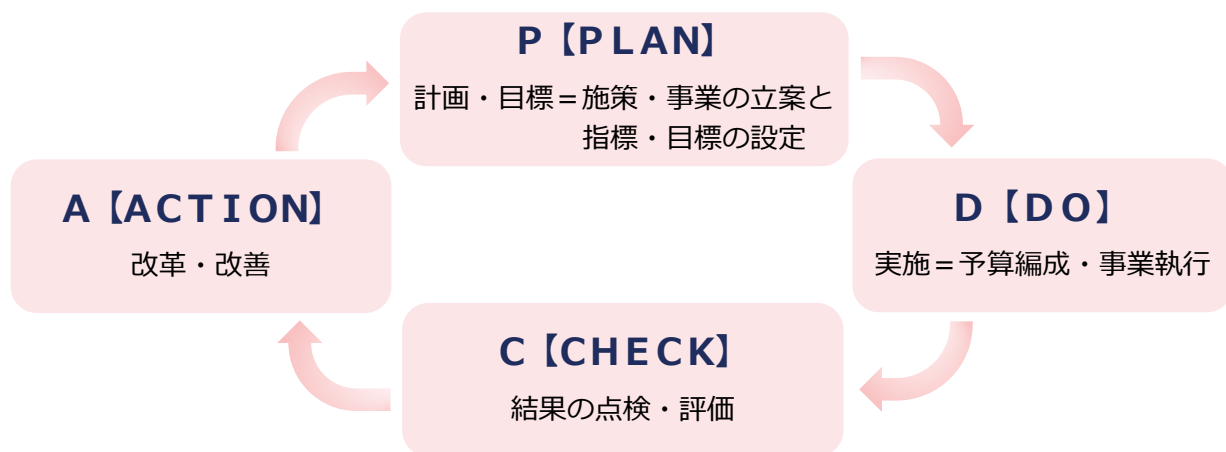 P【PLAN】
計画・目標＝施策・事業の立案と
指標・目標の設定
D【DO】
実施＝予算編成・事業執行
C【CHECK】
結果の点検・評価
A【ACTION】
改革・改善